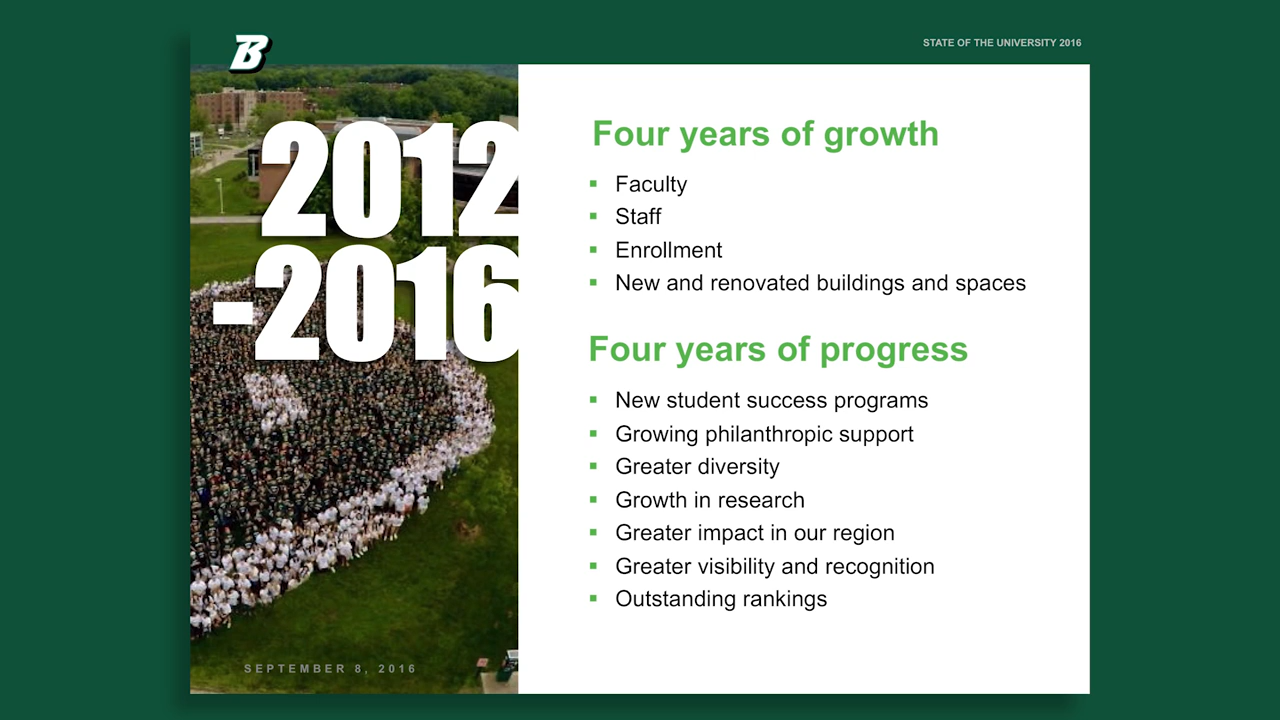 B
STATE OF THE UNIVERSITY 2016
2012
-2016
SEPTEMBER 8, 2016
Four years of growth
Faculty
Staff
Enrollment
New and renovated buildings and spaces
Four years of progress
New student success programs
Growing philanthropic support
Greater diversity
Growth in research
Greater impact in our region
Greater visibility and recognition
Outstanding rankings